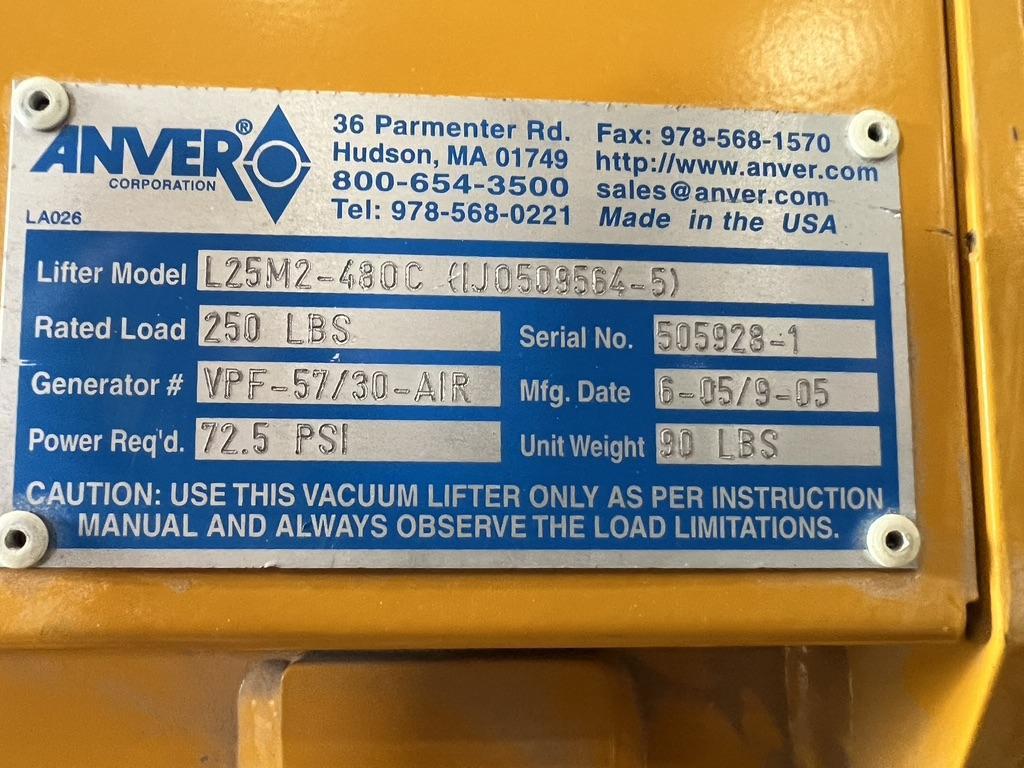 ANVER®
CORPORATION
LA026
36 Parmenter Rd.
Hudson, MA 01749
800-654-3500
Tel: 978-568-0221
Fax: 978-568-1570
http://www.anver.com
sales@anver.com
Made in the USA
Lifter Model L25M2-480C (IJ0509564-5)
Rated Load 250 LBS
Serial No. 505928-1
Generator # VPF-57/30-AIR
Mfg. Date 6-05/9-05
Power Req'd. 72.5 PSI
Unit Weight 90 LBS
CAUTION: USE THIS VACUUM LIFTER ONLY AS PER INSTRUCTION
MANUAL AND ALWAYS OBSERVE THE LOAD LIMITATIONS.